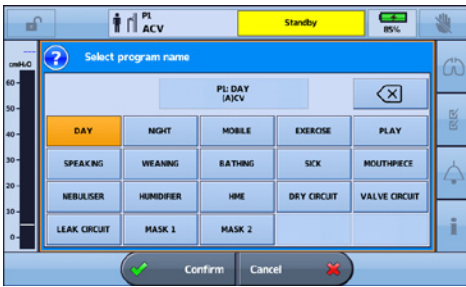 P1
ACV
Standby
85%
cmH₂O
Select program name
60
50
40
30
20
10
0
P1: DAY
(A)CV
DAY NIGHT MOBILE EXERCISE PLAY
SPEAKING WEANING BATHING SICK MOUTHPIECE
NEBULISER HUMIDIFIER HME DRY CIRCUIT VALVE CIRCUIT
LEAK CIRCUIT MASK 1 MASK 2
Confirm Cancel